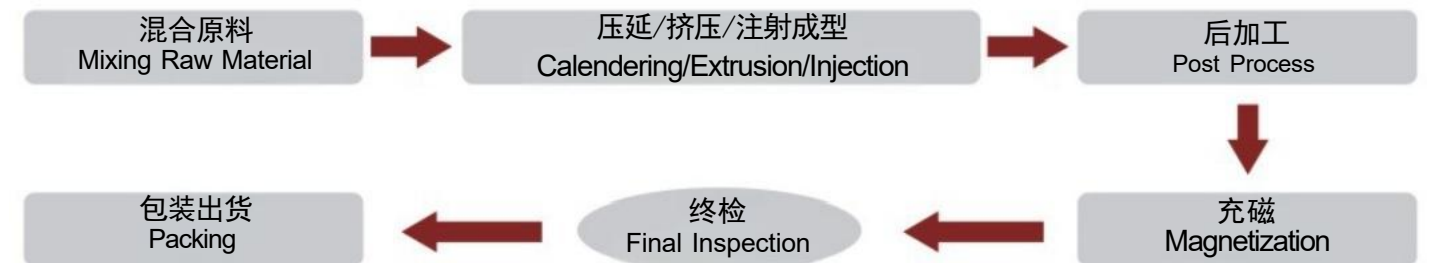 混合原料
Mixing Raw Material
压延/挤压/注射成型
Calendering/Extrusion/Injection
后加工
Post Process
充磁
Magnetization
终检
Final Inspection
包装出货
Packing